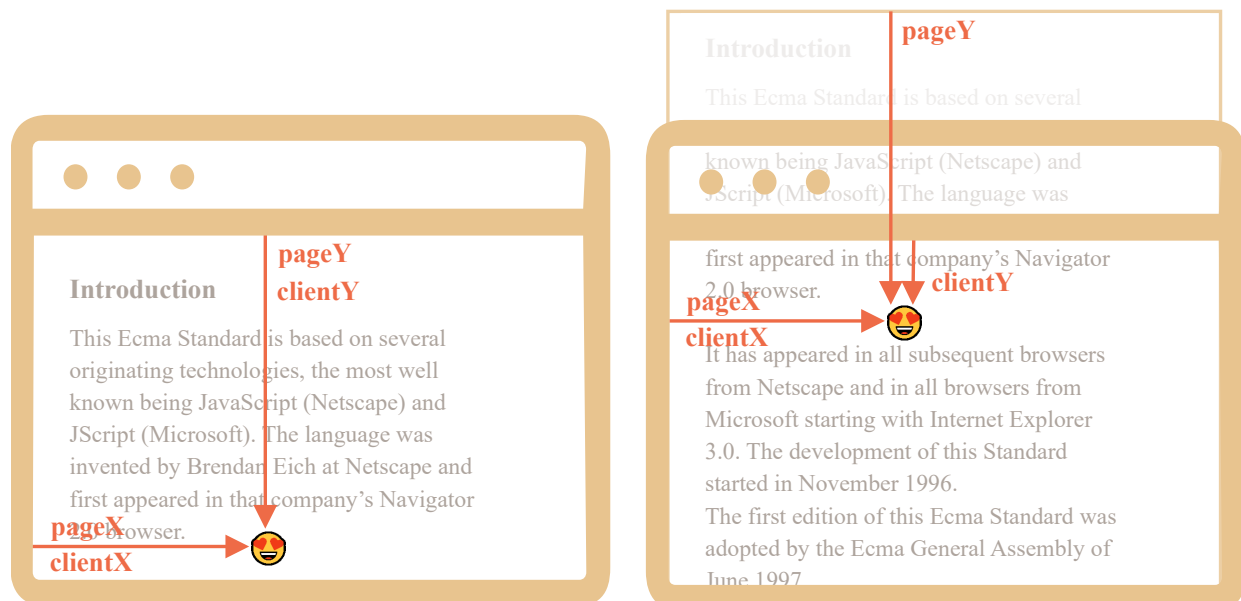 pageY
clientY
Introduction
This Ecma Standard is based on several
originating technologies, the most well
known being JavaScript (Netscape) and
JScript (Microsoft). The language was
invented by Brendan Eich at Netscape and
first appeared in that company’s Navigator
2.0 browser.
pageX
clientX
pageY
Introduction
This Ecma Standard is based on several
known being JavaScript (Netscape) and
JScript (Microsoft). The language was
first appeared in that company’s Navigator
2.0 browser.
clientY
pageX
clientX
It has appeared in all subsequent browsers
from Netscape and in all browsers from
Microsoft starting with Internet Explorer
3.0. The development of this Standard
started in November 1996.
The first edition of this Ecma Standard was
adopted by the Ecma General Assembly of
June 1997